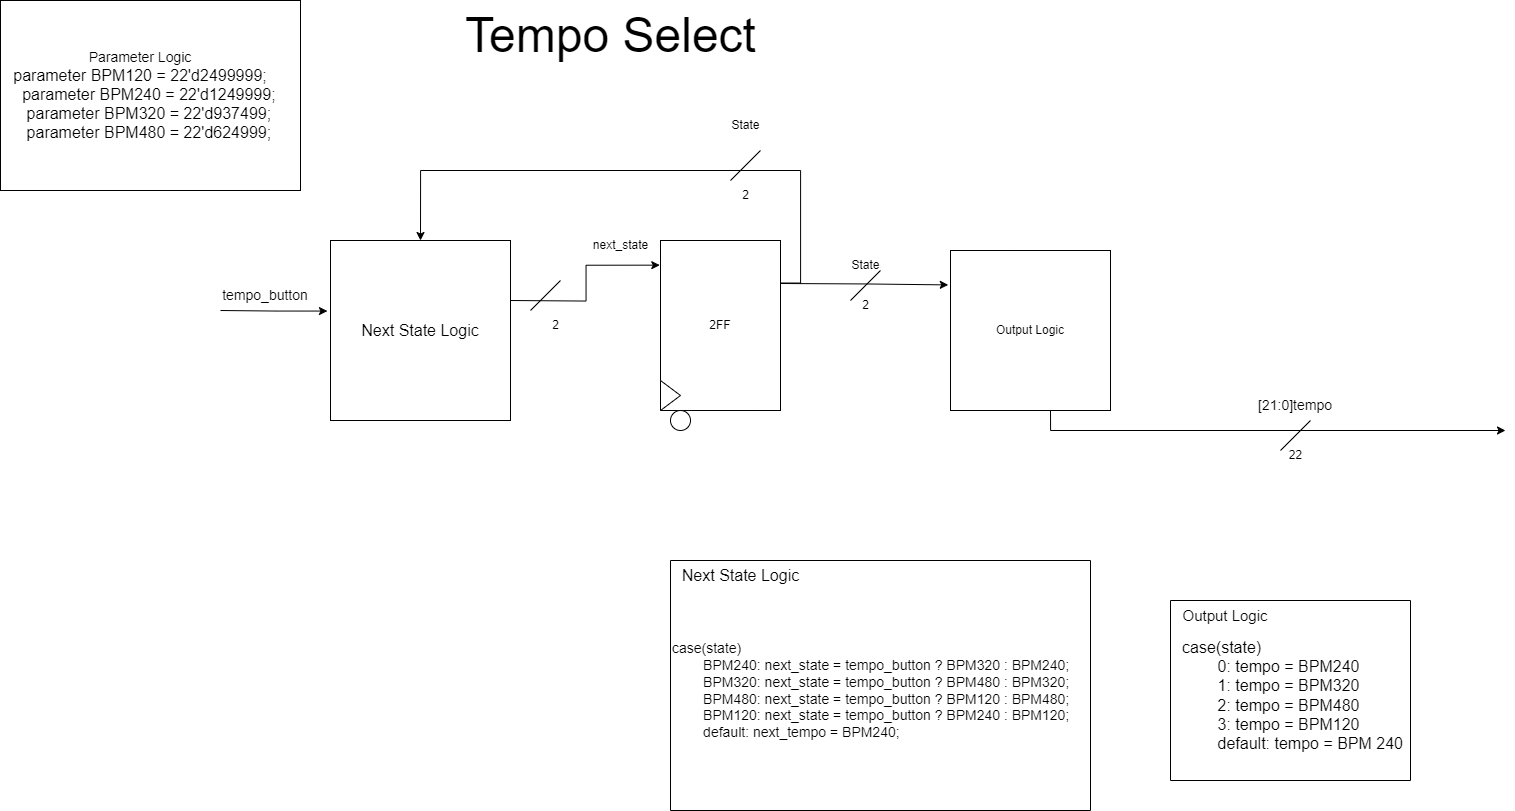 Tempo Select
Parameter Logic
parameter BPM120 = 22'd2499999;
parameter BPM240 = 22'd1249999;
parameter BPM320 = 22'd937499;
parameter BPM480 = 22'd624999;
State
2
next_state
tempo_button
Next State Logic
2
2FF
State
2
Output Logic
[21:0]tempo
22
Next State Logic
case(state)
BPM240: next_state = tempo_button ? BPM320 : BPM240;
BPM320: next_state = tempo_button ? BPM480 : BPM320;
BPM480: next_state = tempo_button ? BPM120 : BPM480;
BPM120: next_state = tempo_button ? BPM240 : BPM120;
default: next_tempo = BPM240;
Output Logic
case(state)
0: tempo = BPM240
1: tempo = BPM320
2: tempo = BPM480
3: tempo = BPM120
default: tempo = BPM 240